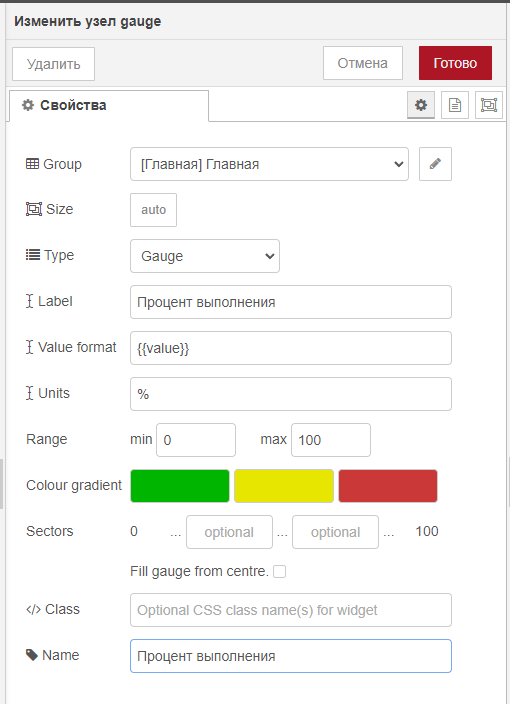 Изменить узел gauge
Удалить
Отмена
Готово
Свойства
Group
[Главная] Главная
Size
auto
Type
Gauge
Label
Процент выполнения
Value format
{{value}}
Units
%
Range
min 0
max 100
Colour gradient
Sectors
0 ... optional ... optional ... 100
Fill gauge from centre.
Class
Optional CSS class name(s) for widget
Name
Процент выполнения